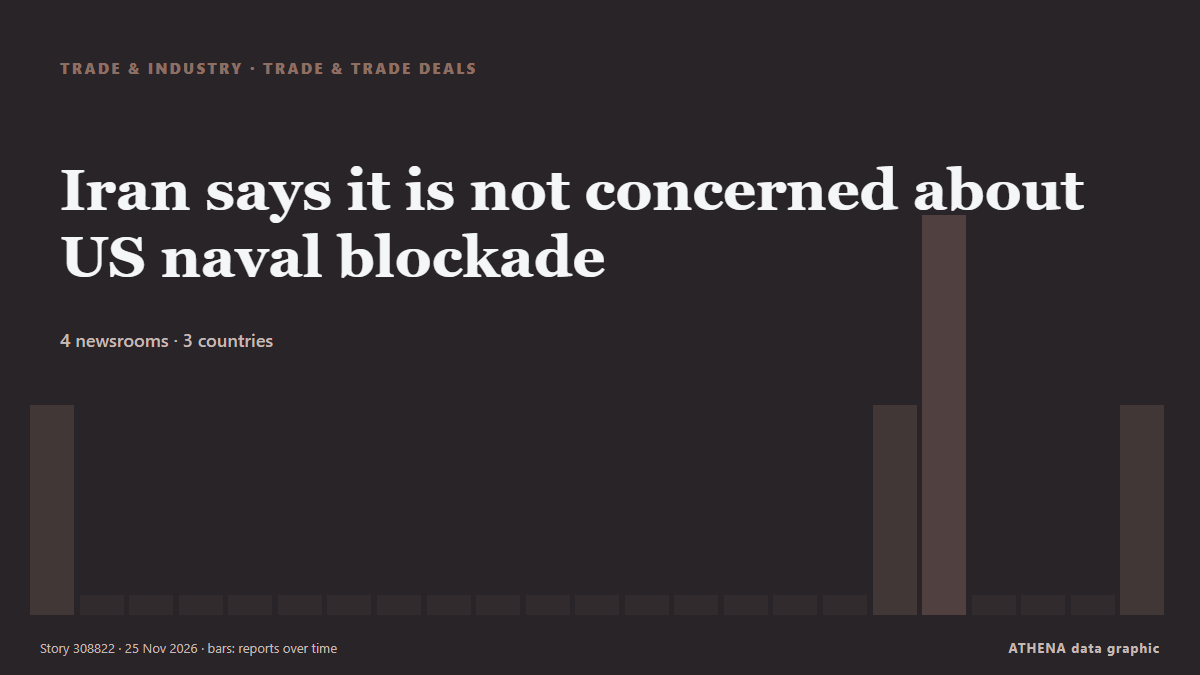 TRADE & INDUSTRY · TRADE & TRADE DEALS
Iran says it is not concerned about
US naval blockade
4 newsrooms · 3 countries
Story 308822 · 25 Nov 2026 · bars: reports over time
ATHENA data graphic